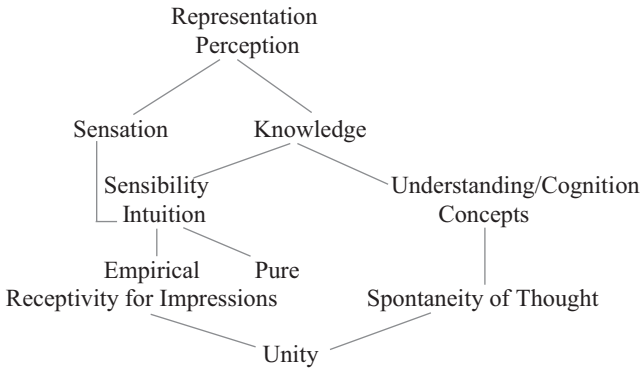 Representation
Perception
Sensation Knowledge
Sensibility Understanding/Cognition
Intuition Concepts
Empirical Pure
Receptivity for Impressions Spontaneity of Thought
Unity